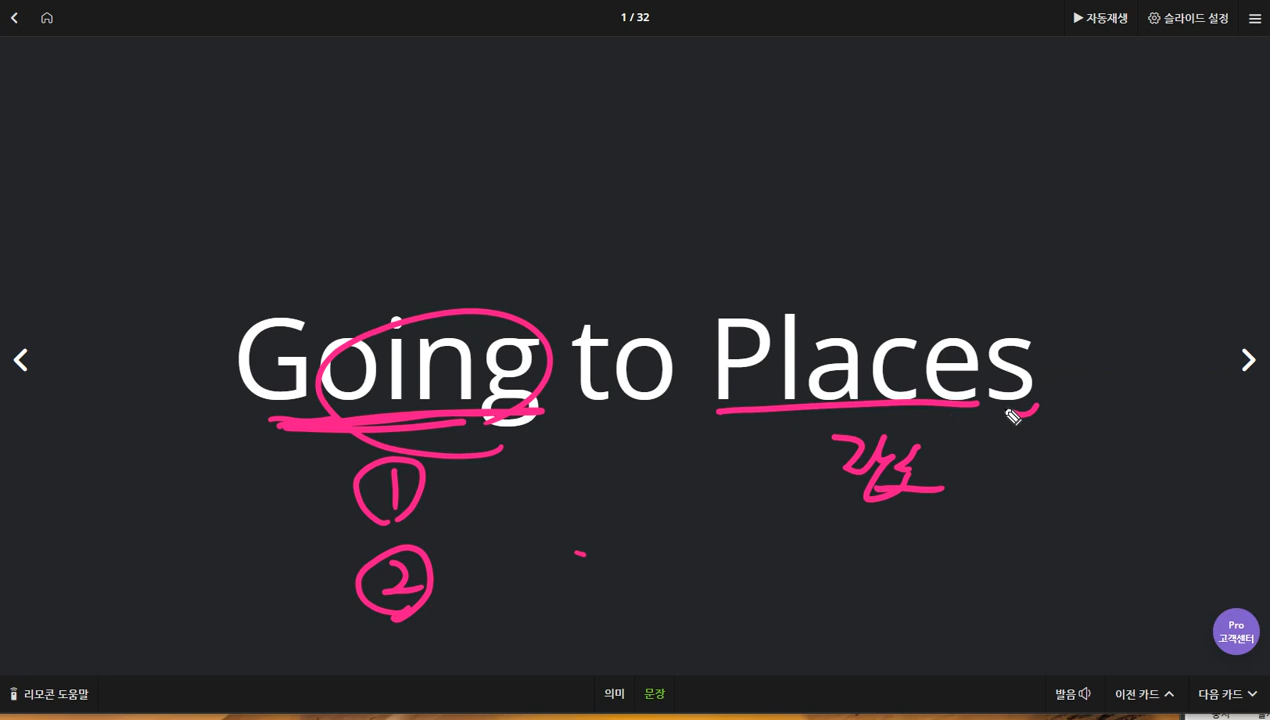 1 / 32
자동재생
슬라이드 설정
Going to Places
장소
①
②
Pro
고객센터
리모콘 도움말
의미
문장
발음
이전 카드
다음 카드